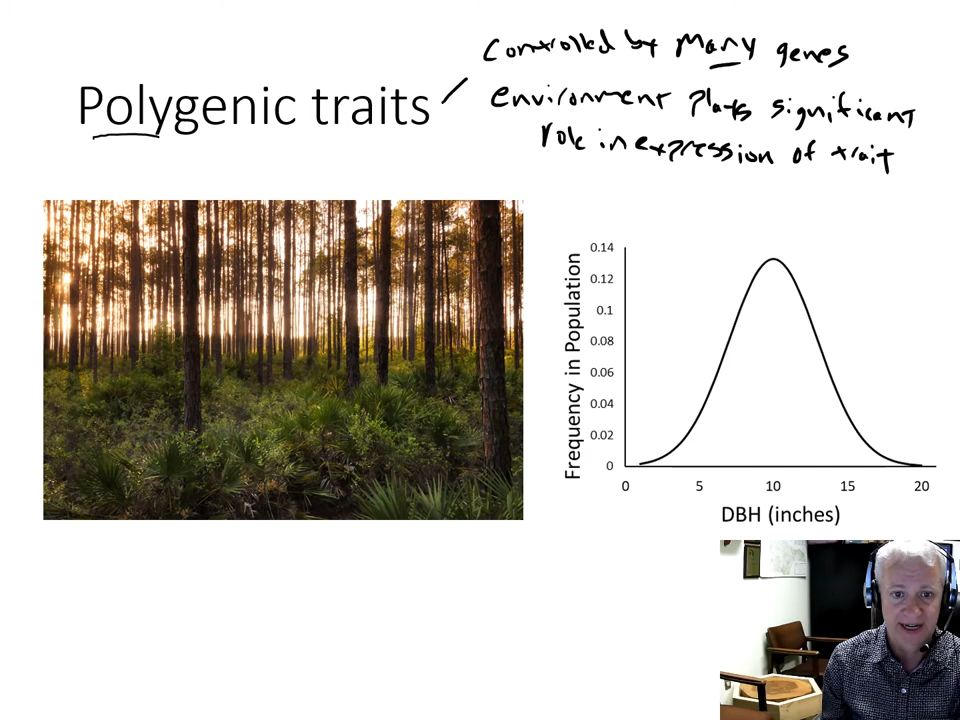 Controlled by Many genes
Polygenic traits
environment plays significant
role in expression of trait
Frequency in Population
0.14
0.12
0.1
0.08
0.06
0.04
0.02
0
0 5 10 15 20
DBH (inches)